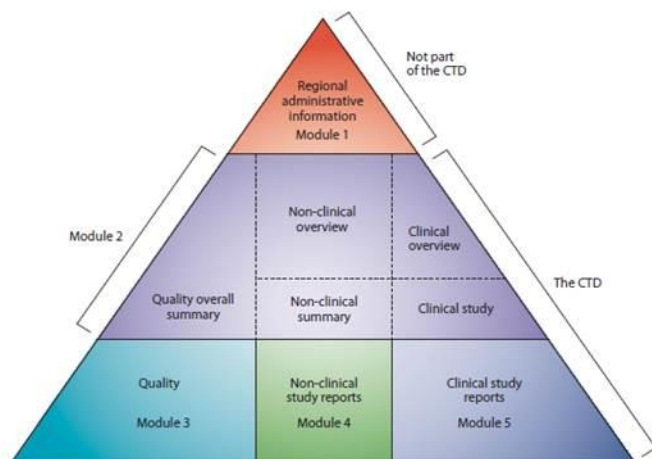 Not part
of the CTD
Regional
administrative
information
Module 1
Module 2
Non-clinical
overview
Clinical
overview
The CTD
Quality overall
summary
Non-clinical
summary
Clinical study
Quality
Module 3
Non-clinical
study reports
Module 4
Clinical study
reports
Module 5